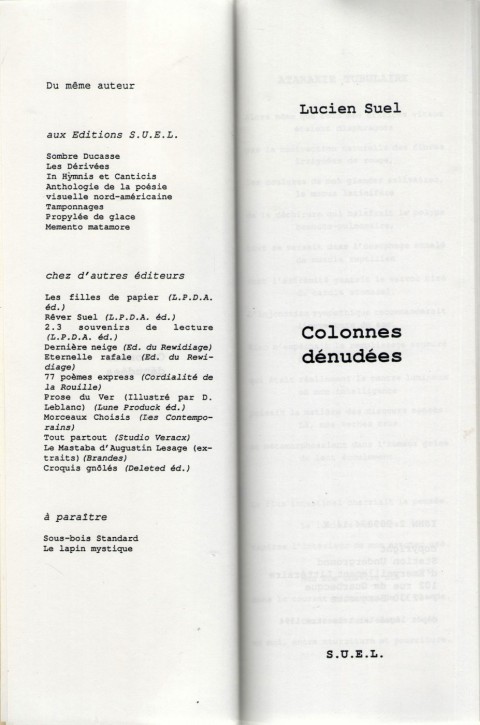 Du même auteur
aux Editions S.U.E.L.
Sombre Ducasse
Les Dérivées
In Hymnis et Canticis
Anthologie de la poésie
visuelle nord-américaine
Tamponnages
Propylée de glace
Memento matamore
chez d'autres éditeurs
Les filles de papier (L.P.D.A.
éd.)
Rêver Suel (L.P.D.A. éd.)
2.3 souvenirs de lecture
(L.P.D.A. éd.)
Dernière neige (Ed. du Rewidiage)
Eternelle rafale (Ed. du Rewi-
diage)
77 poèmes express (Cordialité de
la Rouille)
Prose du Ver (Illustré par D.
Leblanc) (Lune Produck éd.)
Morceaux Choisis (Les Contempo-
rains)
Tout partout (Studio Veracx)
Le Mastaba d'Augustin Lesage (ex-
traits) (Brandes)
Croquis gnôlés (Deleted éd.)
à paraître
Sous-bois Standard
Le lapin mystique
Lucien Suel
Colonnes
dénudées
S.U.E.L.